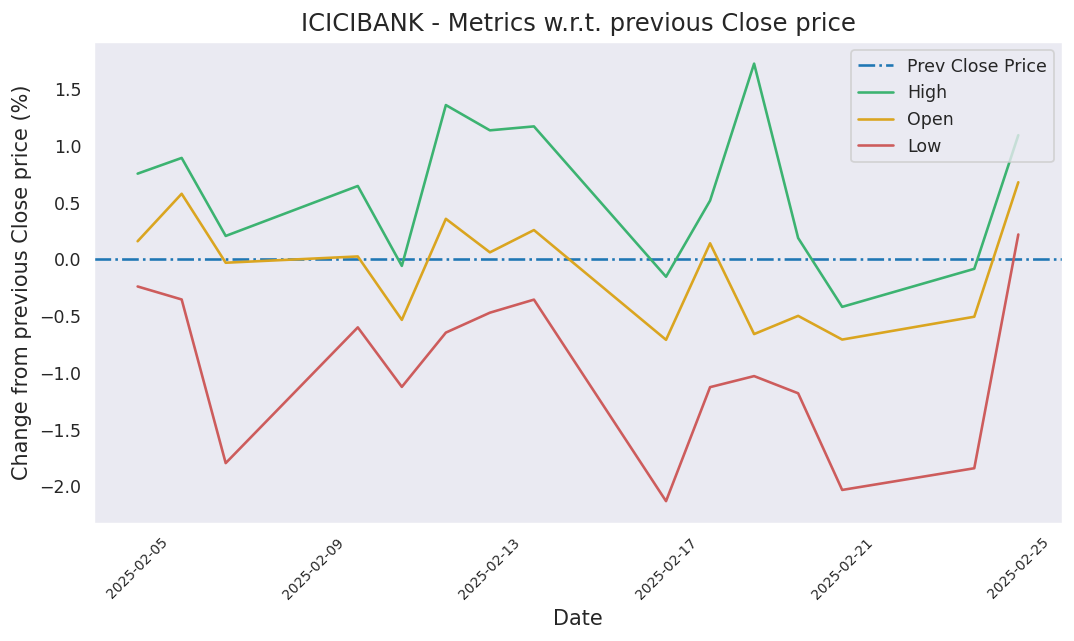 ICICIBANK - Metrics w.r.t. previous Close price
Change from previous Close price (%)
1.5
1.0
0.5
0.0
−0.5
−1.0
−1.5
−2.0
Prev Close Price
High
Open
Low
2025-02-05
2025-02-09
2025-02-13
2025-02-17
2025-02-21
2025-02-25
Date